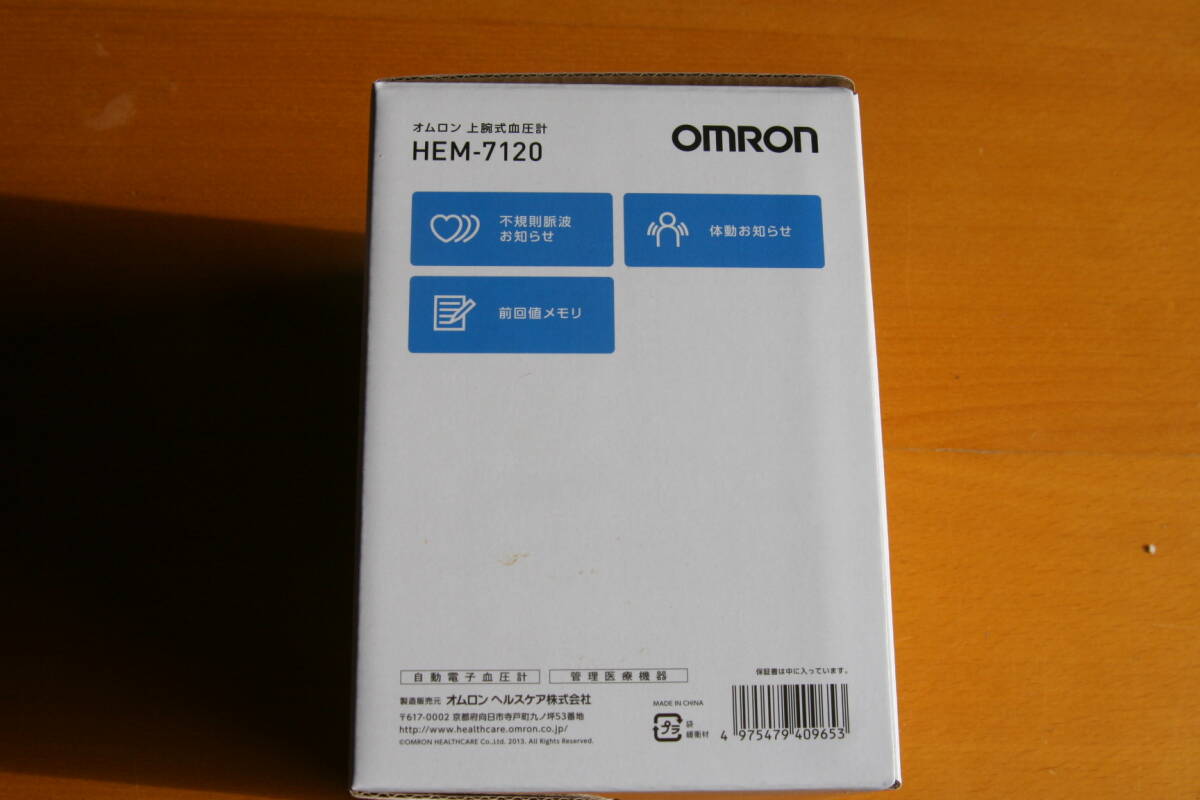 オムロン 上腕式血圧計
HEM-7120
OMRON
不規則脈波
お知らせ
体動お知らせ
前回値メモリ
自動電子血圧計
管理医療機器
保証書は中に入っています。
製造販売元 オムロン ヘルスケア株式会社
〒617-0002 京都府向日市寺戸町九ノ坪53番地
http://www.healthcare.omron.co.jp/
©OMRON HEALTHCARE Co.,Ltd. 2013. All Rights Reserved.
MADE IN CHINA
プラ
袋
緩衝材
4 975479 409653